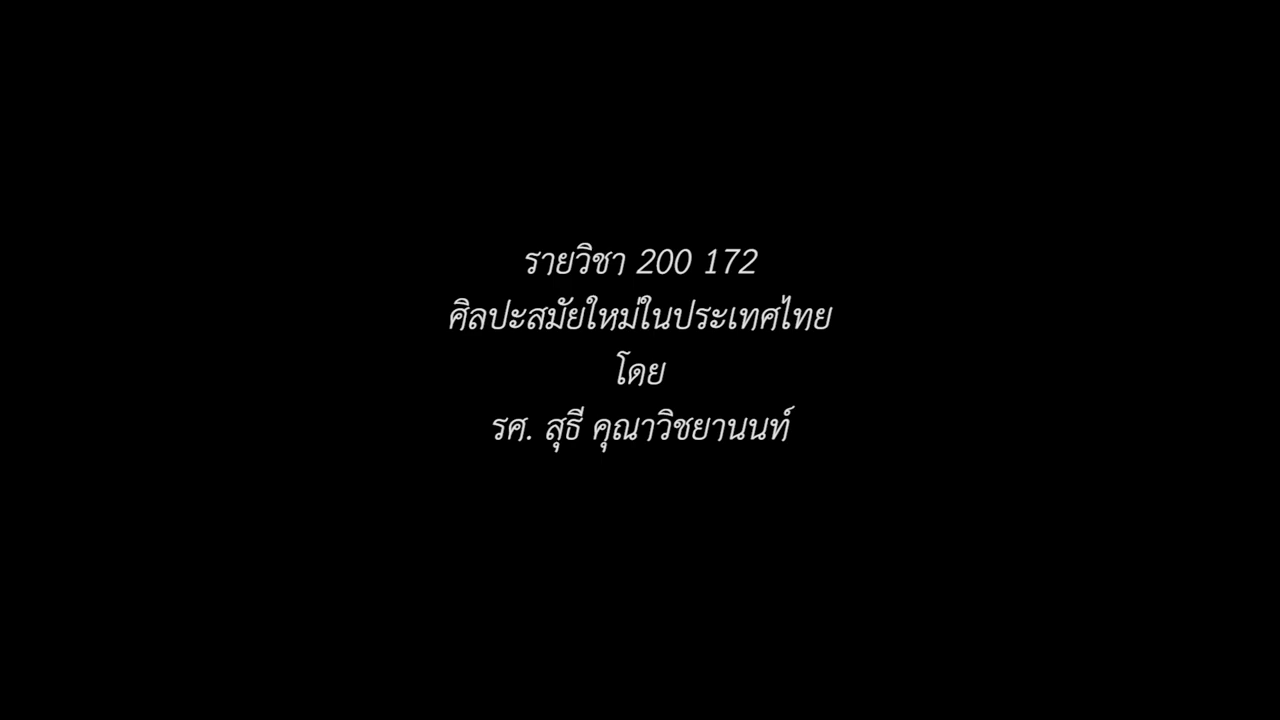 รายวิชา 200 172
ศิลปะสมัยใหม่ในประเทศไทย
โดย
รศ. สุธี คุณาวิชยานนท์